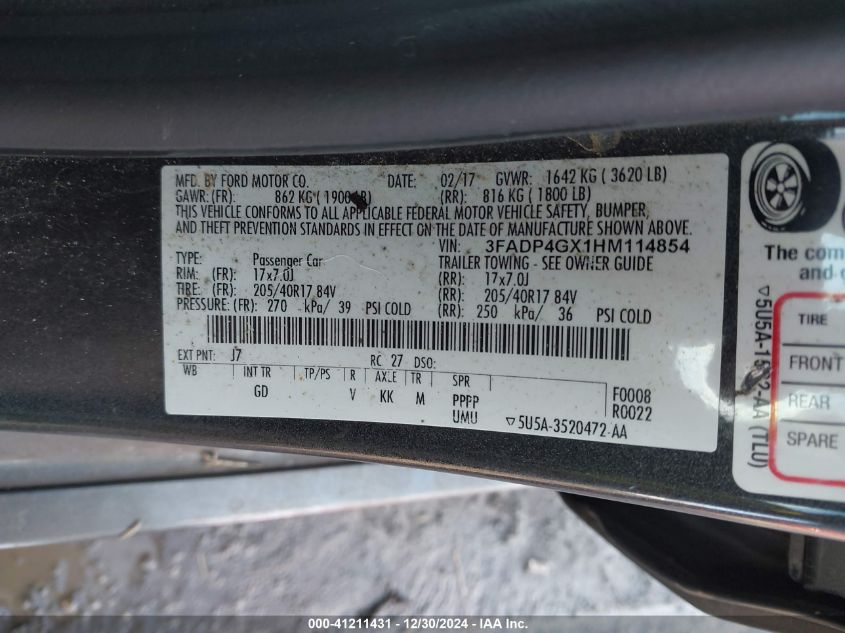 MFD. BY FORD MOTOR CO. DATE: 02/17 GVWR: 1642 KG ( 3620 LB)
GAWR: (FR): 862 KG ( 1900 LB) (RR): 816 KG ( 1800 LB)
THIS VEHICLE CONFORMS TO ALL APPLICABLE FEDERAL MOTOR VEHICLE SAFETY, BUMPER,
AND THEFT PREVENTION STANDARDS IN EFFECT ON THE DATE OF MANUFACTURE SHOWN ABOVE.
VIN: 3FADP4GX1HM114854
TYPE: Passenger Car TRAILER TOWING - SEE OWNER GUIDE
RIM: (FR): 17x7.0J (RR): 17x7.0J
TIRE: (FR): 205/40R17 84V (RR): 205/40R17 84V
PRESSURE: (FR): 270 kPa/ 39 PSI COLD (RR): 250 kPa/ 36 PSI COLD
EXT PNT: J7 RC 27 DSO:
WB INT TR TP/PS R AXLE TR SPR
GD V KK M PPFP F0008
UMU R0022
▽5U5A-3520472-AA
The com
and
TIRE
FRONT
REAR
SPARE
(TLU)
000-41211431 - 12/30/2024 - IAA Inc.